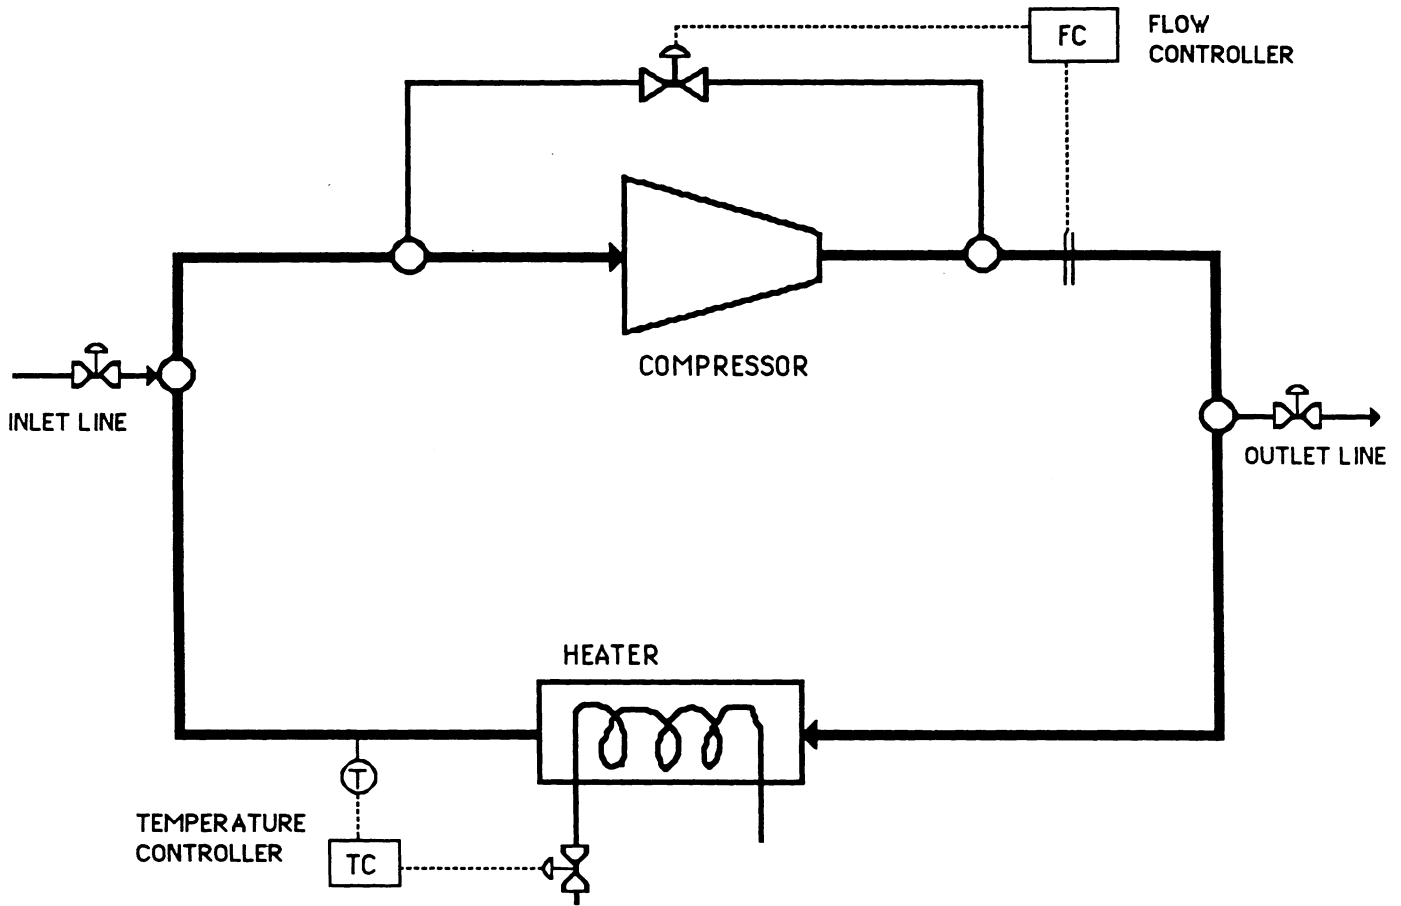 FC
FLOW
CONTROLLER
COMPRESSOR
INLET LINE
OUTLET LINE
HEATER
T
TEMPERATURE
CONTROLLER
TC